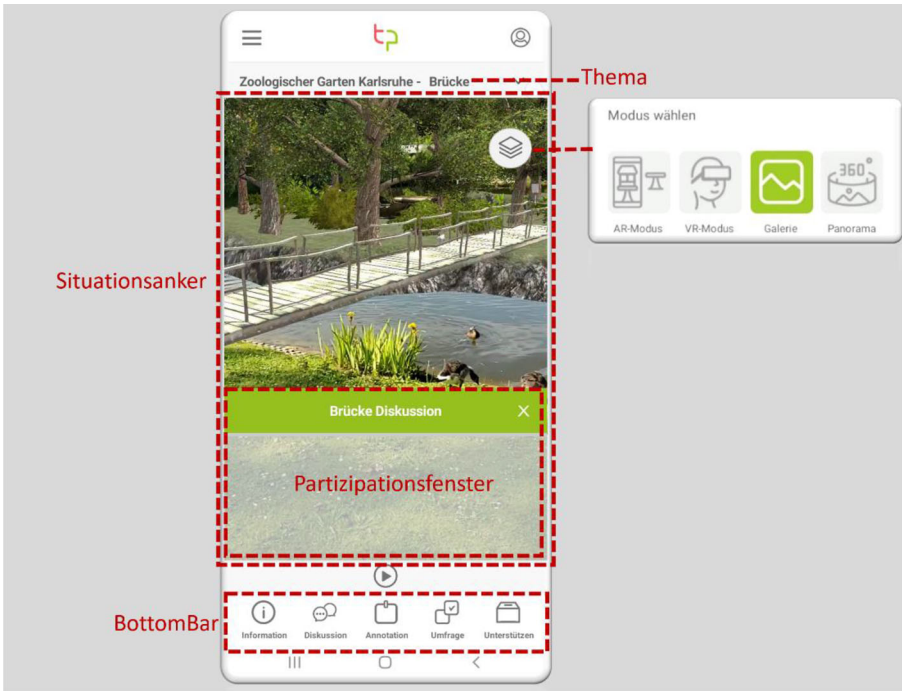 tp
Zoologischer Garten Karlsruhe - Brücke
Thema
Modus wählen
360°
AR-Modus VR-Modus Galerie Panorama
Situationsanker
Brücke Diskussion X
Partizipationsfenster
BottomBar
Information Diskussion Annotation Umfrage Unterstützen